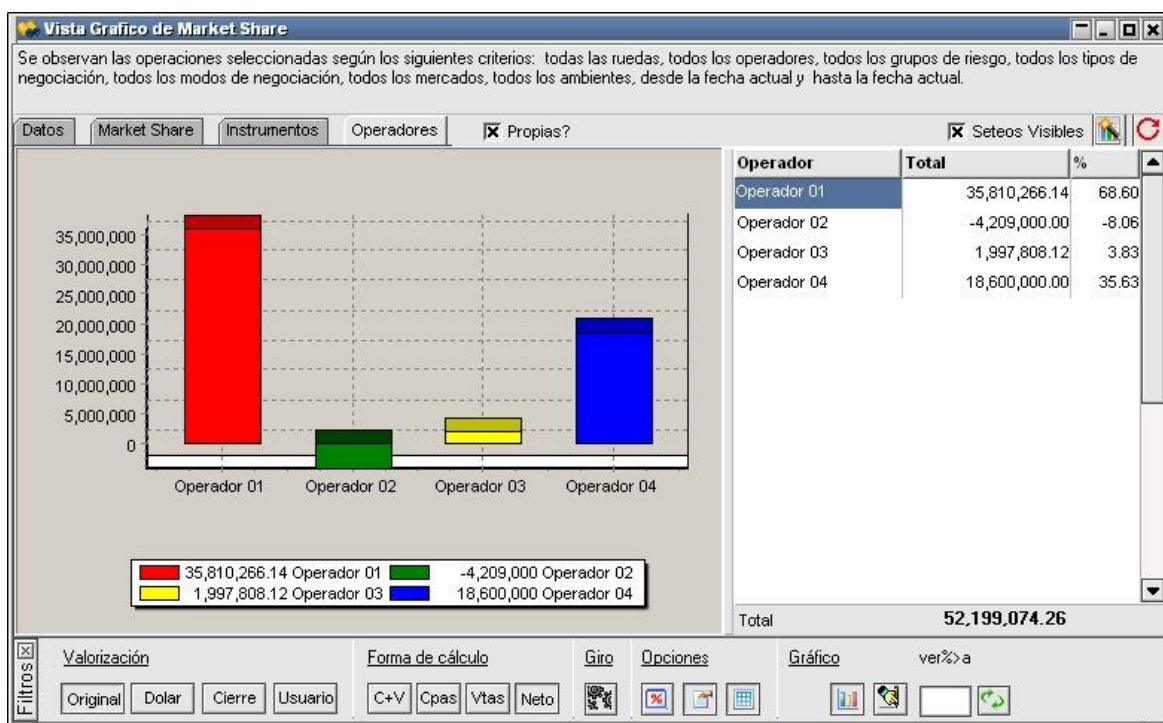 Vista Grafico de Market Share
Se observan las operaciones seleccionadas según los siguientes criterios: todas las ruedas, todos los operadores, todos los grupos de riesgo, todos los tipos de
negociación, todos los modos de negociación, todos los mercados, todos los ambientes, desde la fecha actual y hasta la fecha actual.
Datos Market Share Instrumentos Operadores Propias? Seteos Visibles
35,000,000
30,000,000
25,000,000
20,000,000
15,000,000
10,000,000
5,000,000
0
Operador 01 Operador 02 Operador 03 Operador 04
35,810,266.14 Operador 01 -4,209,000 Operador 02
1,997,808.12 Operador 03 18,600,000 Operador 04
Operador Total %
Operador 01 35,810,266.14 68.60
Operador 02 -4,209,000.00 -8.06
Operador 03 1,997,808.12 3.83
Operador 04 18,600,000.00 35.63
Total 52,199,074.26
Filtros
Valorización Forma de cálculo Giro Opciones Gráfico ver%>a
Original Dolar Cierre Usuario C+V Cpas Vtas Neto %